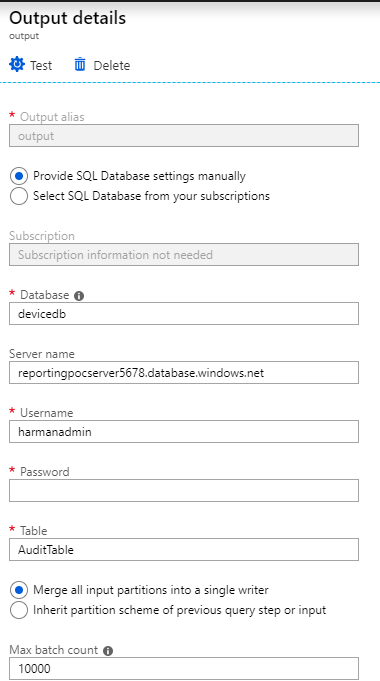 Output details
output
Test Delete
* Output alias
output
Provide SQL Database settings manually
Select SQL Database from your subscriptions
Subscription
Subscription information not needed
* Database
devicedb
Server name
reportingpocserver5678.database.windows.net
* Username
harmanadmin
* Password
* Table
AuditTable
Merge all input partitions into a single writer
Inherit partition scheme of previous query step or input
Max batch count
10000